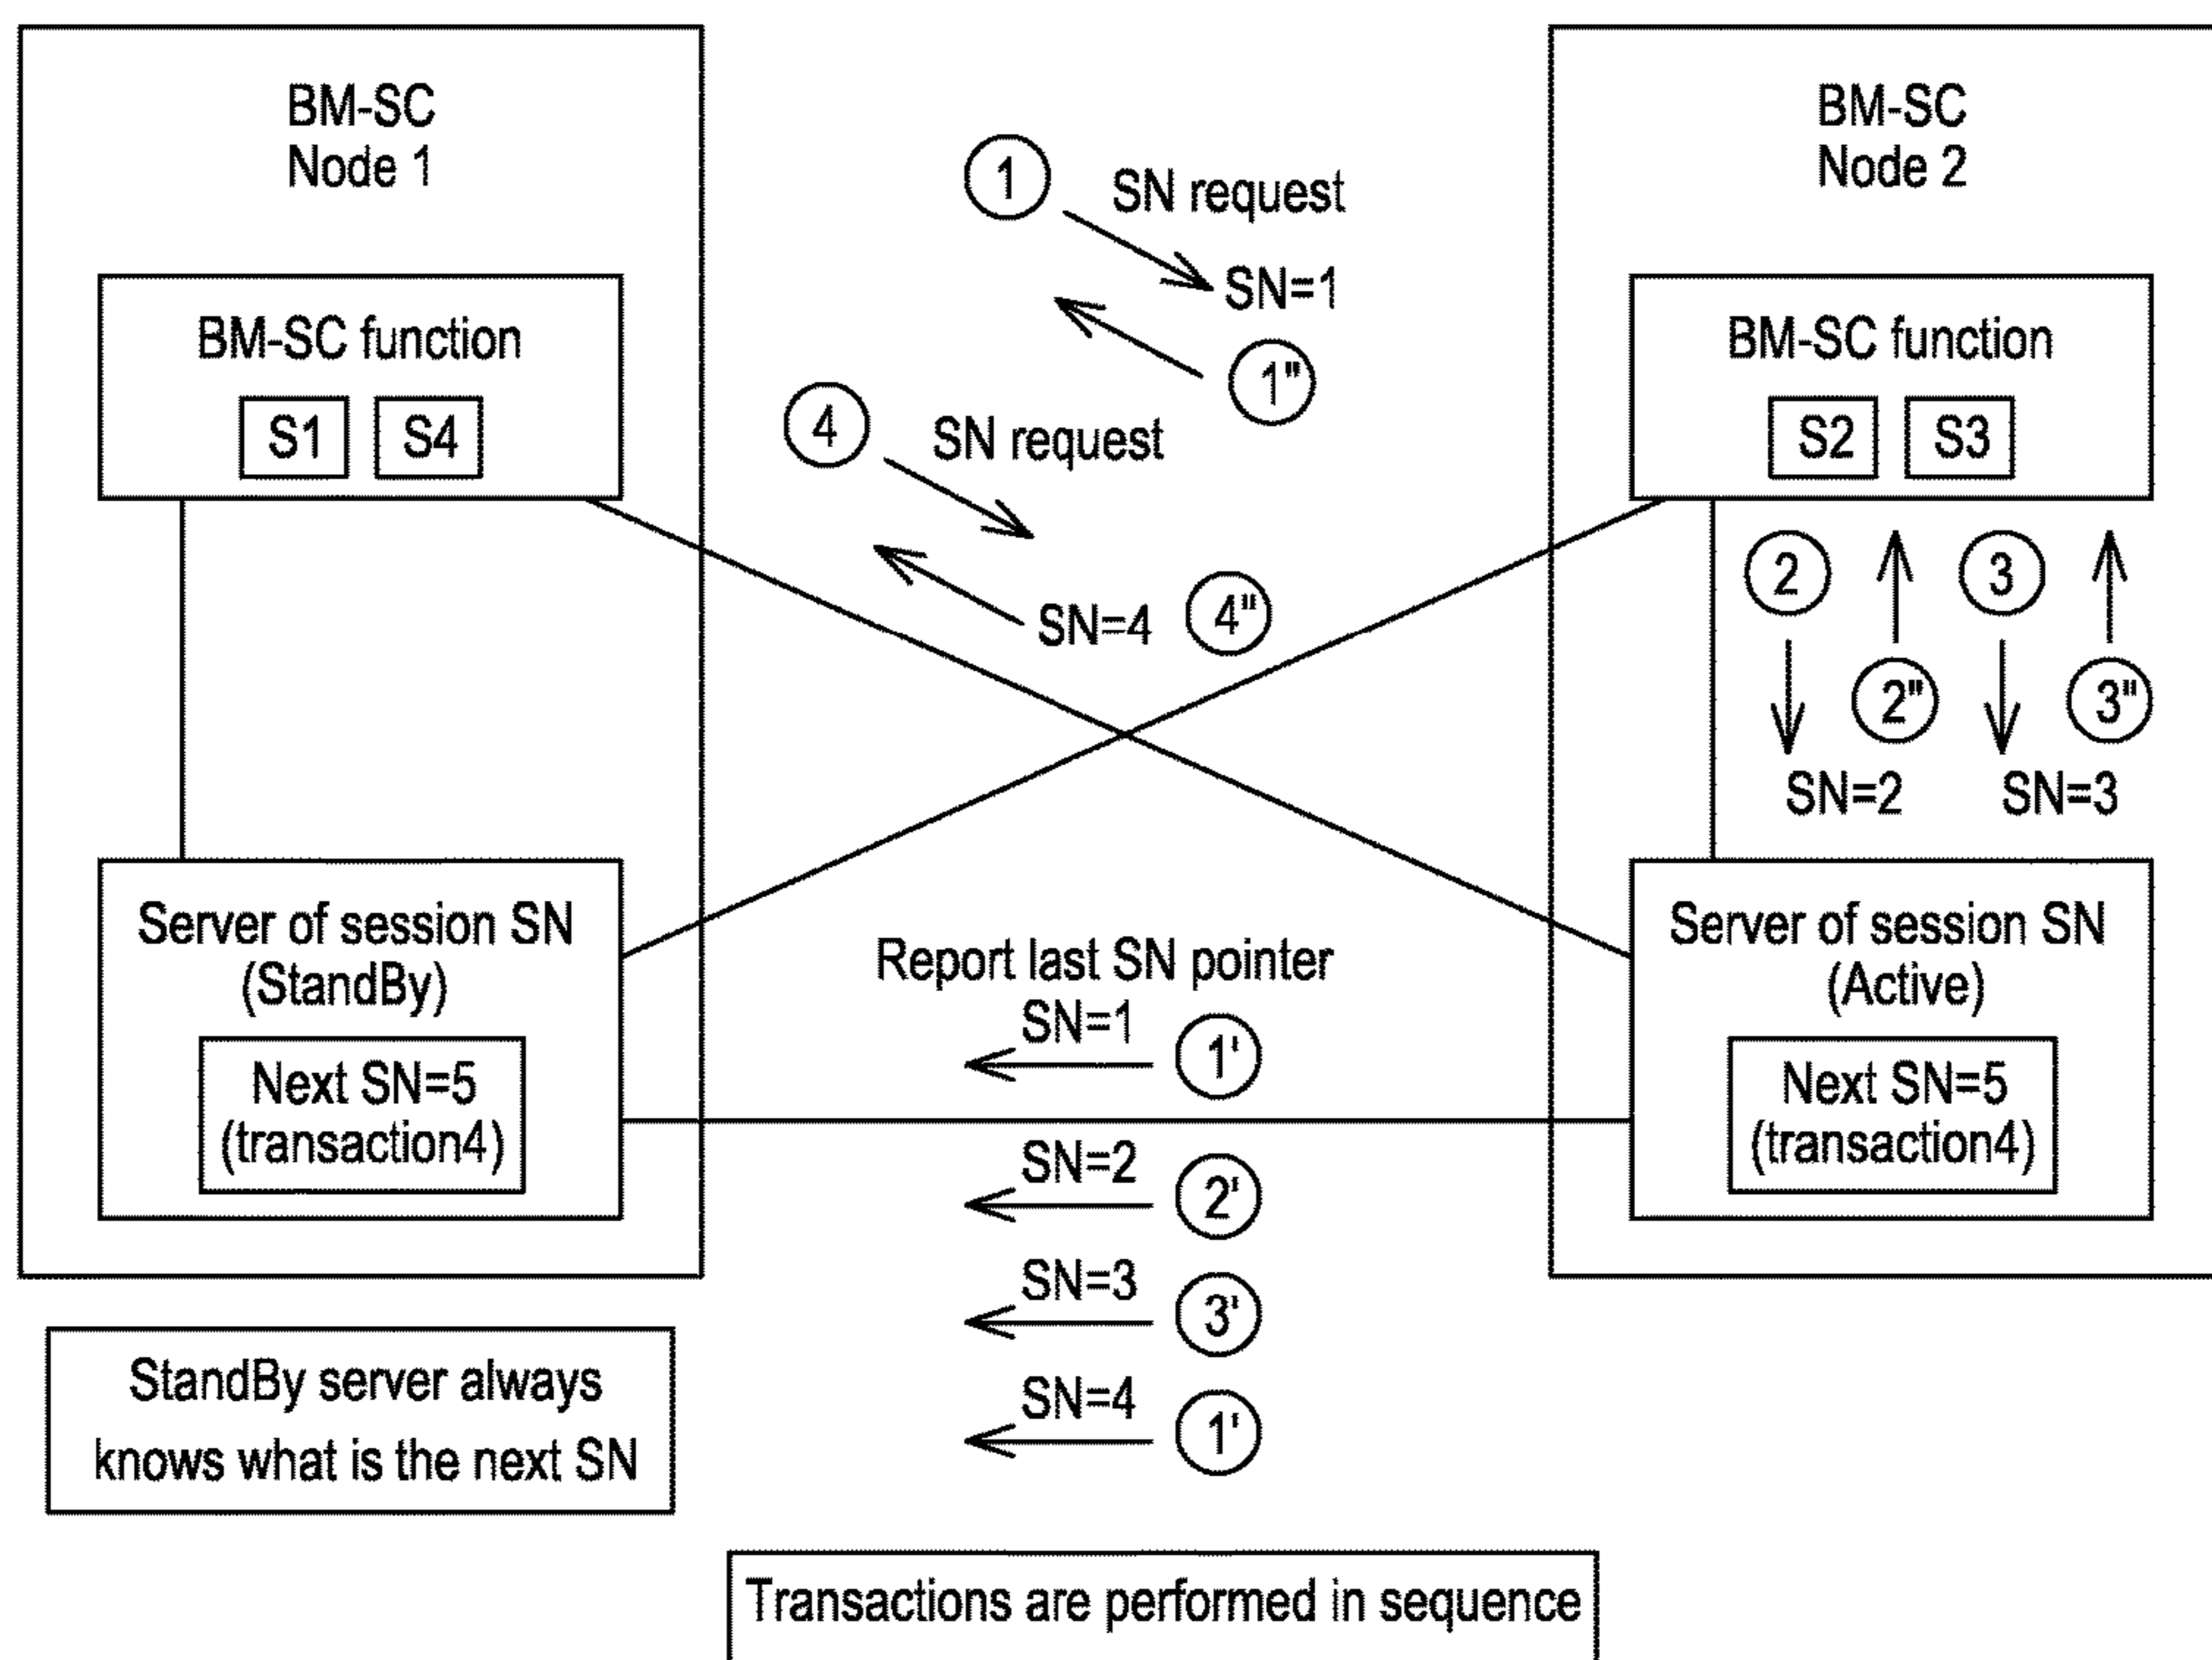 BM-SC
Node 1
BM-SC function
S1 S4
Server of session SN
(StandBy)
Next SN=5
(transaction4)
StandBy server always
knows what is the next SN
1
SN request
SN=1
1"
4
SN request
SN=4 4"
Report last SN pointer
SN=1
1'
SN=2
2'
SN=3
3'
SN=4
1'
Transactions are performed in sequence
BM-SC
Node 2
BM-SC function
S2 S3
2 3
2" 3"
SN=2 SN=3
Server of session SN
(Active)
Next SN=5
(transaction4)